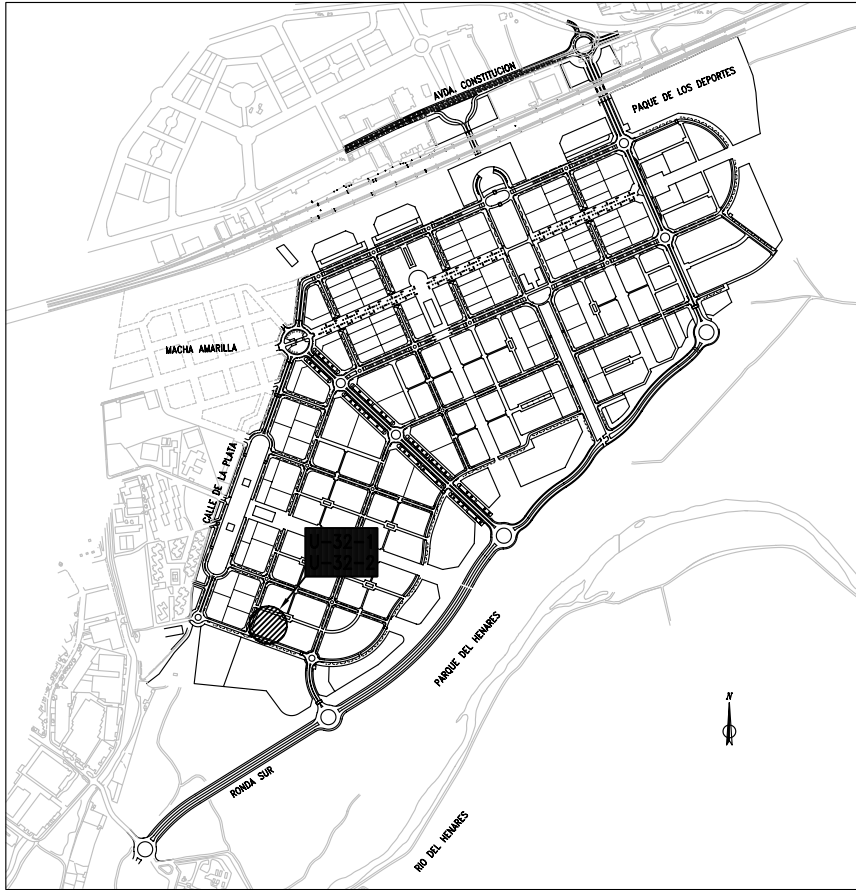 AVDA. CONSTITUCION
PAQUE DE LOS DEPORTES
MACHA AMARILLA
CALLE DE LA PLATA
U-32-1
U-32-2
PARQUE DEL HENARES
N
RONDA SUR
RIO DEL HENARES